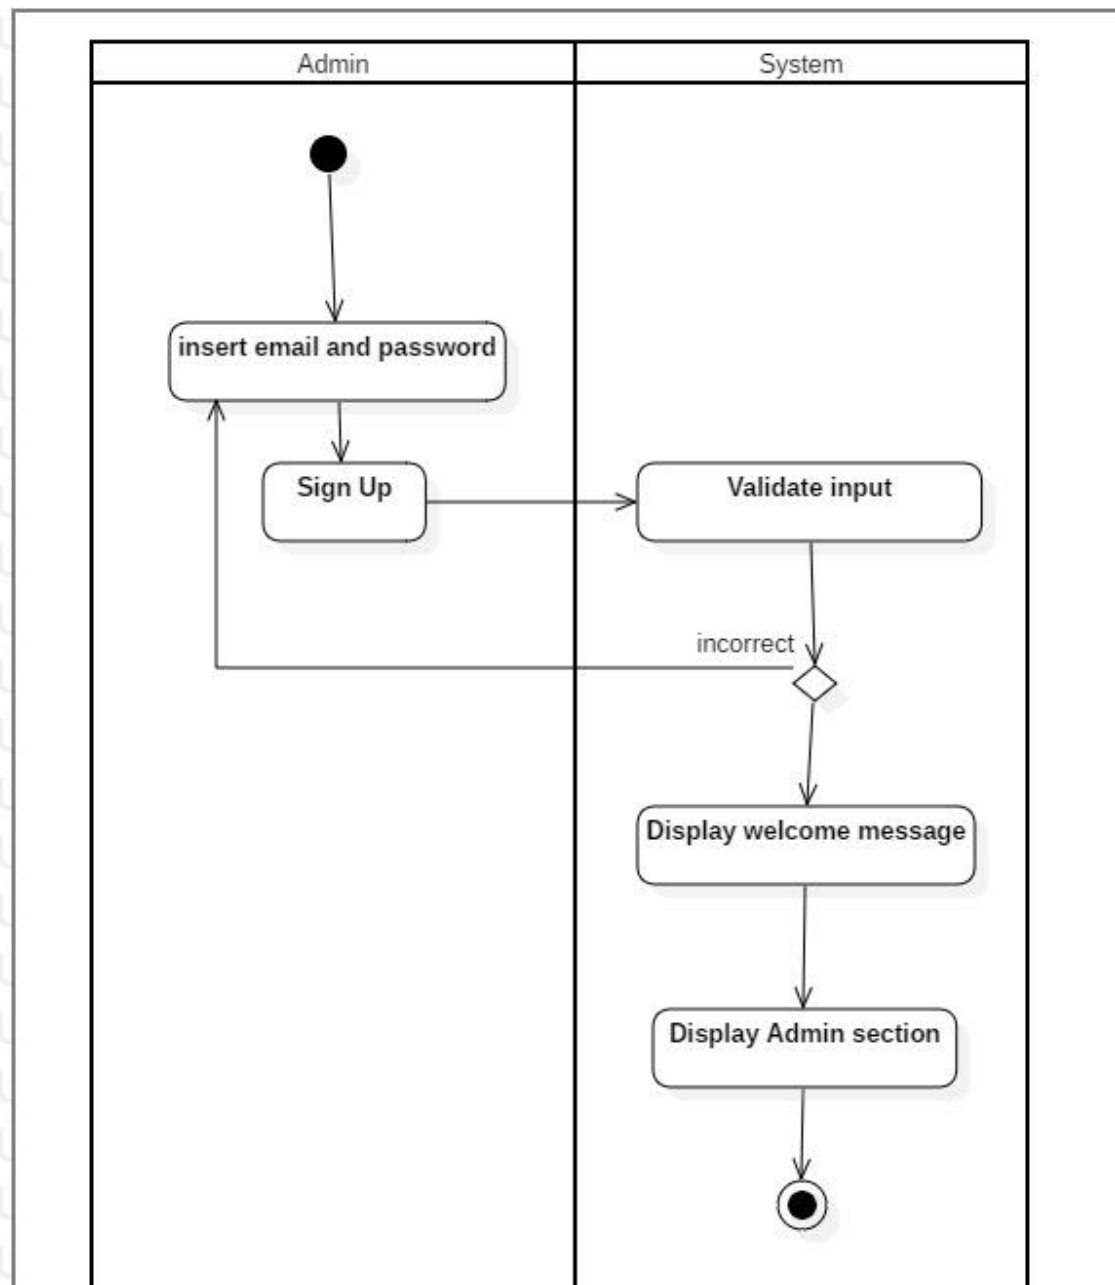 Admin
System
insert email and password
Sign Up
Validate input
incorrect
Display welcome message
Display Admin section